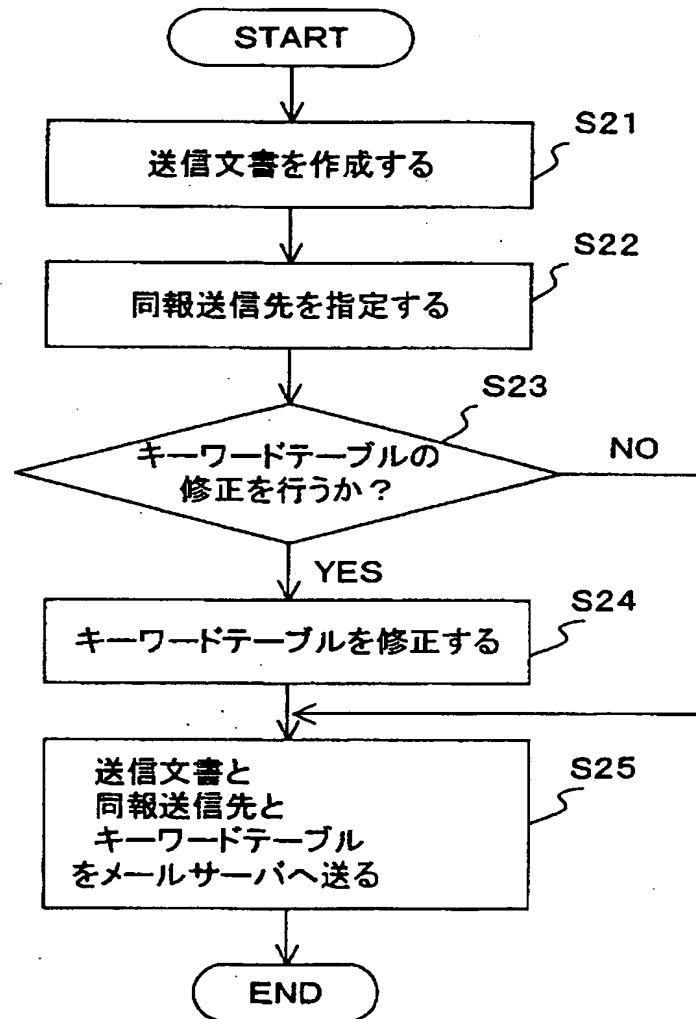 START
S21
送信文書を作成する
S22
同報送信先を指定する
S23
キーワードテーブルの
修正を行うか？
NO
YES
S24
キーワードテーブルを修正する
S25
送信文書と
同報送信先と
キーワードテーブル
をメールサーバへ送る
END